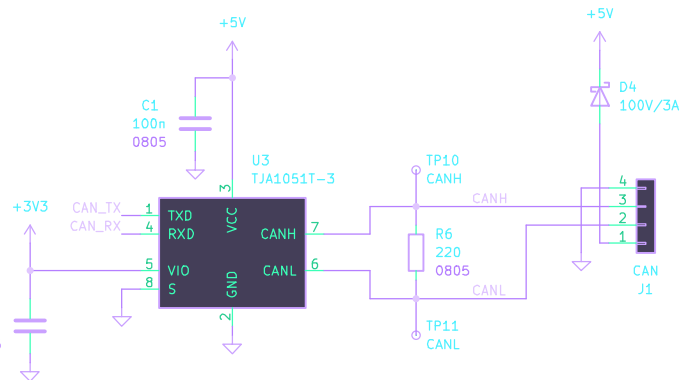 +5V
+5V
D4
100V/3A
C1
100n
0805
U3
TJA1051T-3
TP10
CANH
3
4
3
2
1
+3V3
CAN_TX
CAN_RX
1
4
5
8
TXD
RXD
VIO
S
VCC
GND
CANH
CANL
7
6
2
CANH
R6
220
0805
CANL
CAN
J1
TP11
CANL